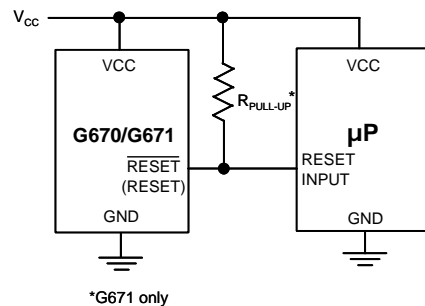 VCC
VCC
RPULL-UP*
VCC
G670/G671
µP
RESET
(RESET)
RESET
INPUT
GND
GND
*G671 only